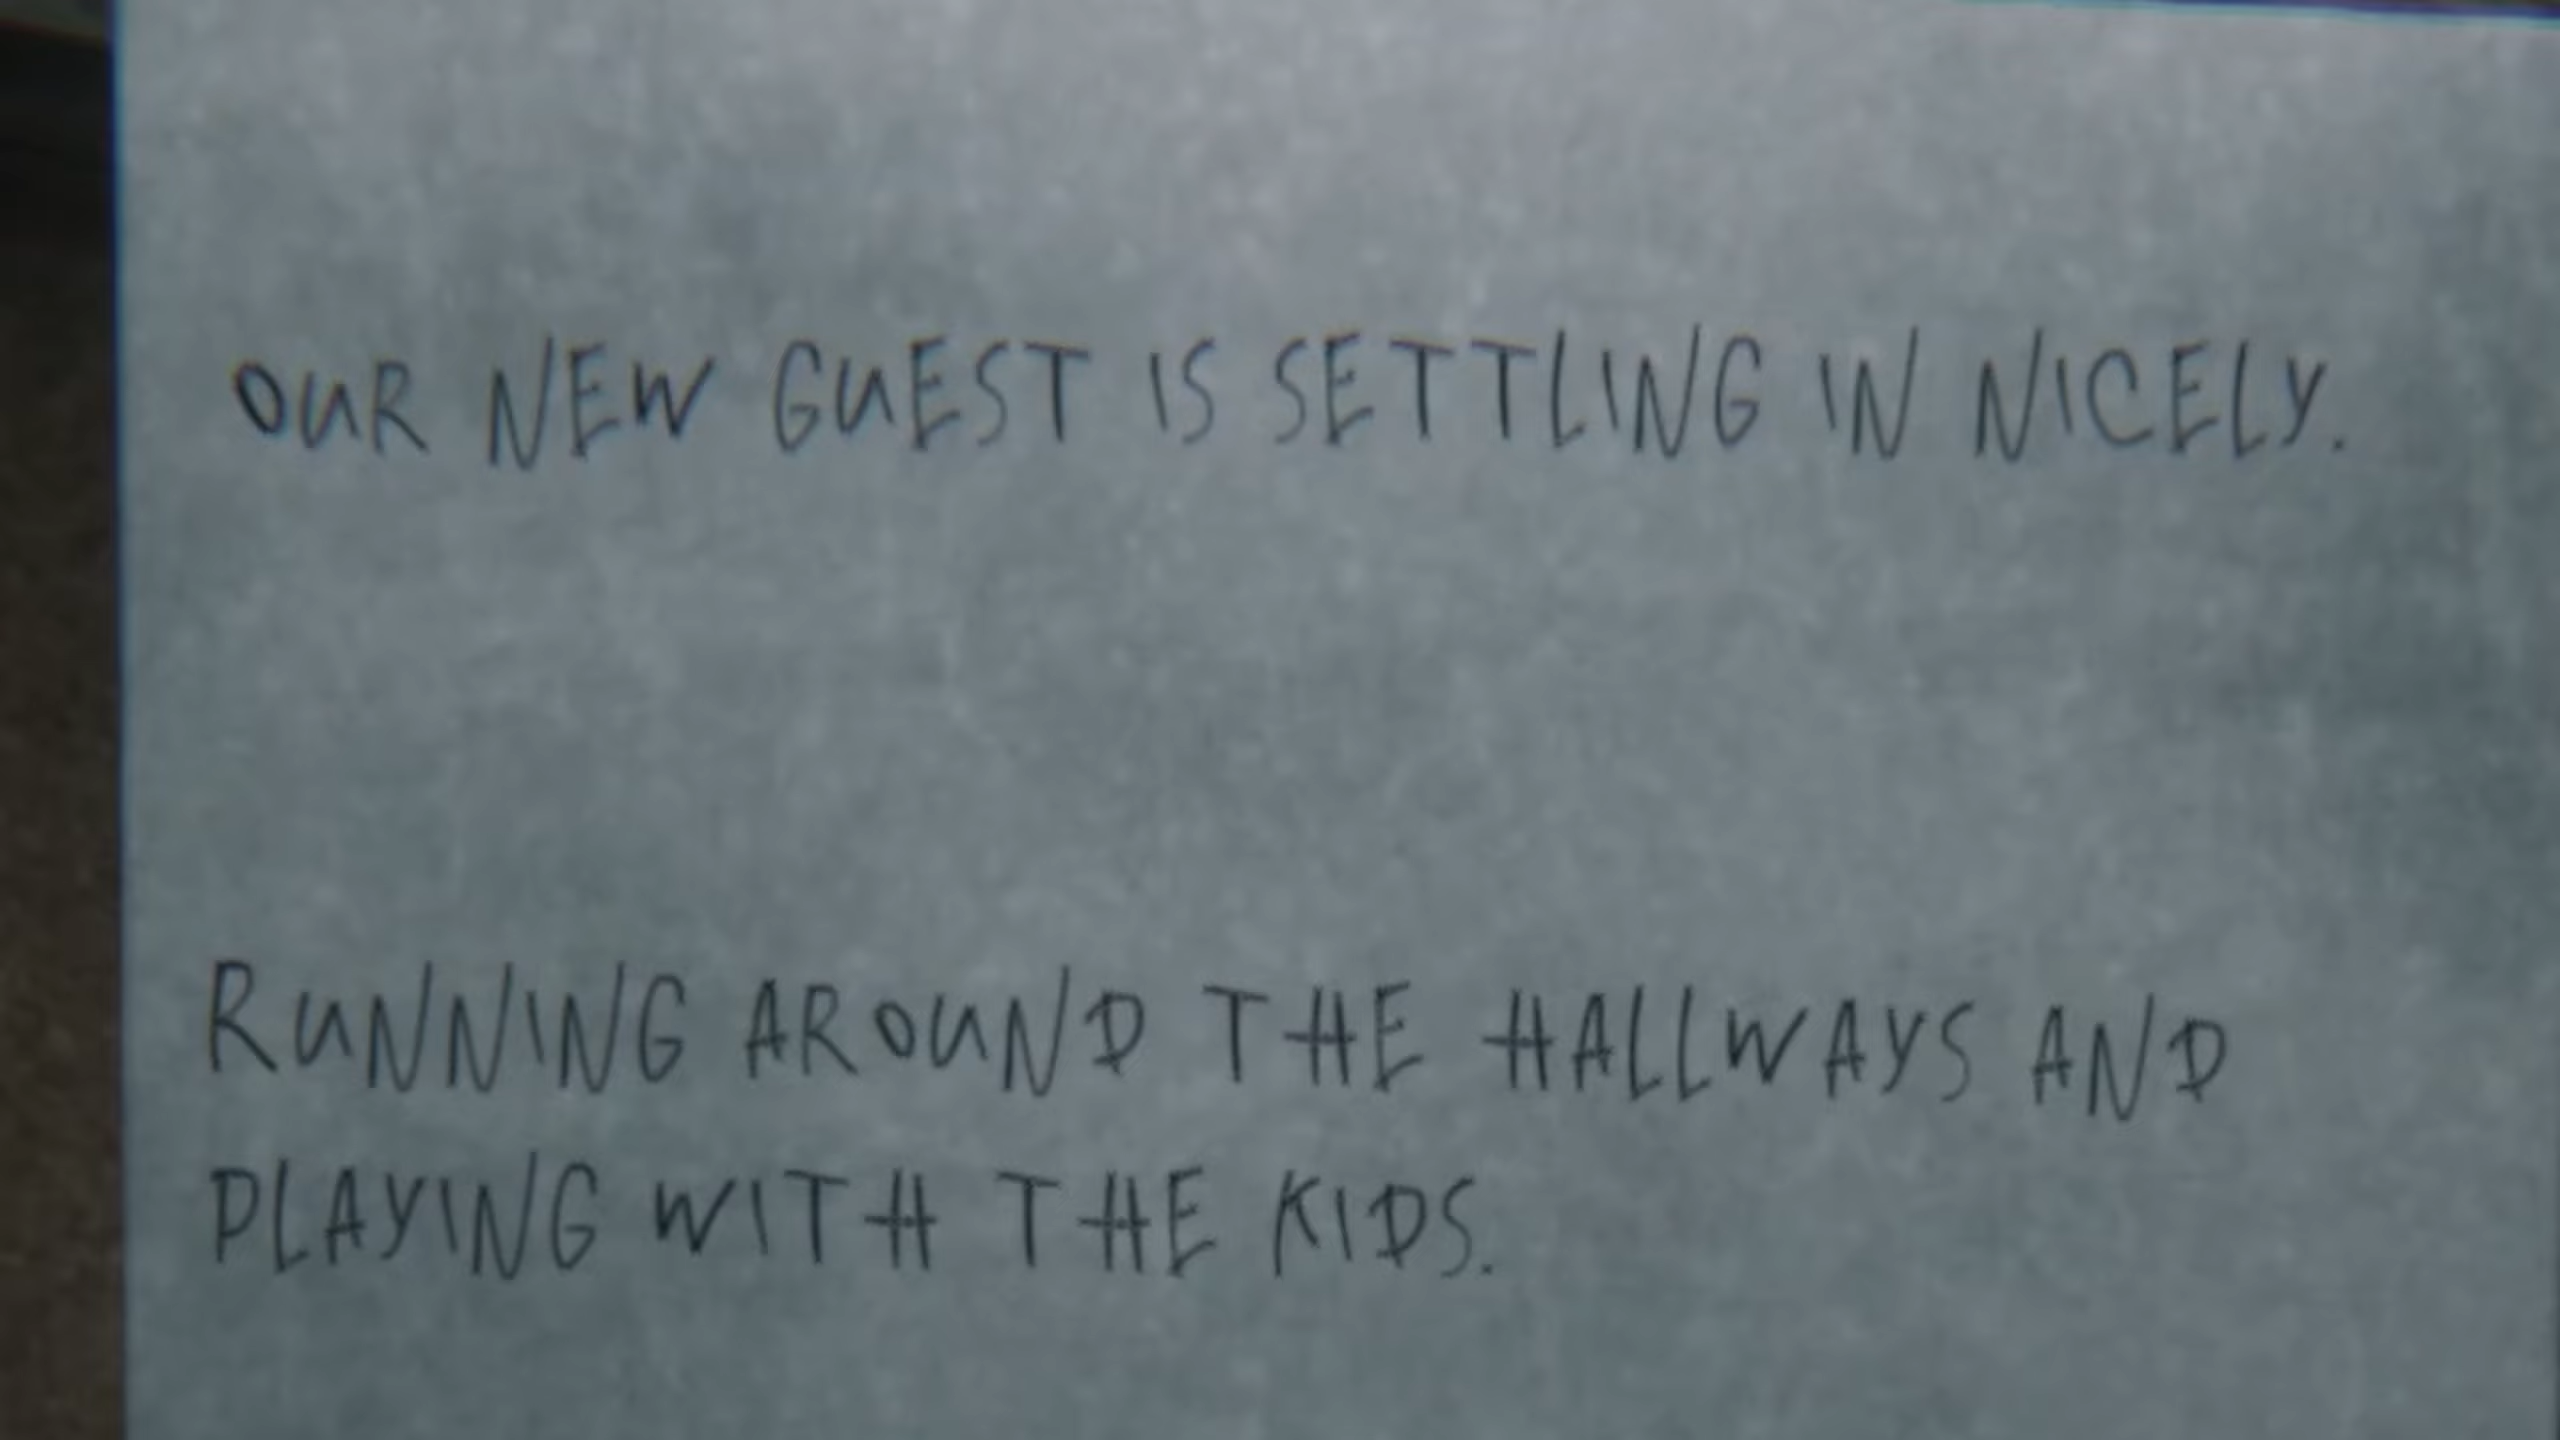 OUR NEW GUEST IS SETTLING IN NICELY.
RUNNING AROUND THE HALLWAYS AND
PLAYING WITH THE KIDS.